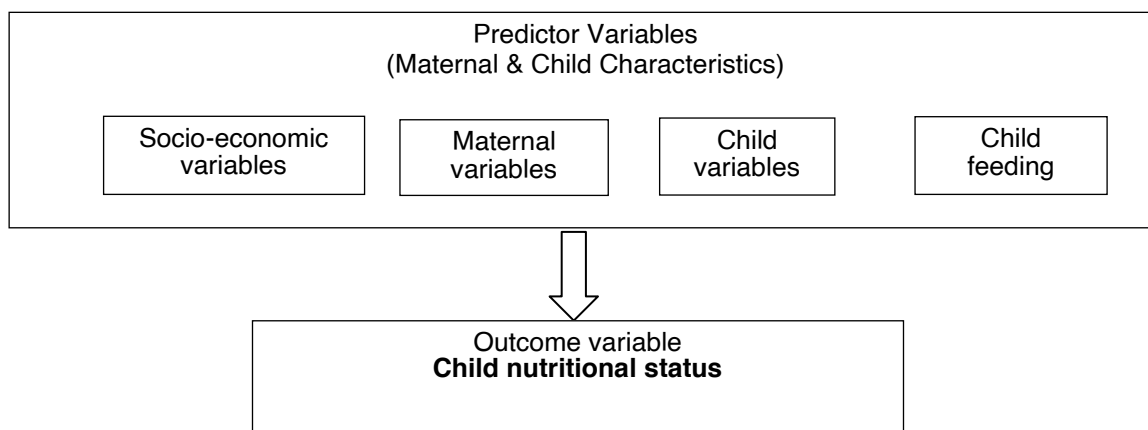 Predictor Variables
(Maternal & Child Characteristics)
Socio-economic
variables
Maternal
variables
Child
variables
Child
feeding
Outcome variable
Child nutritional status